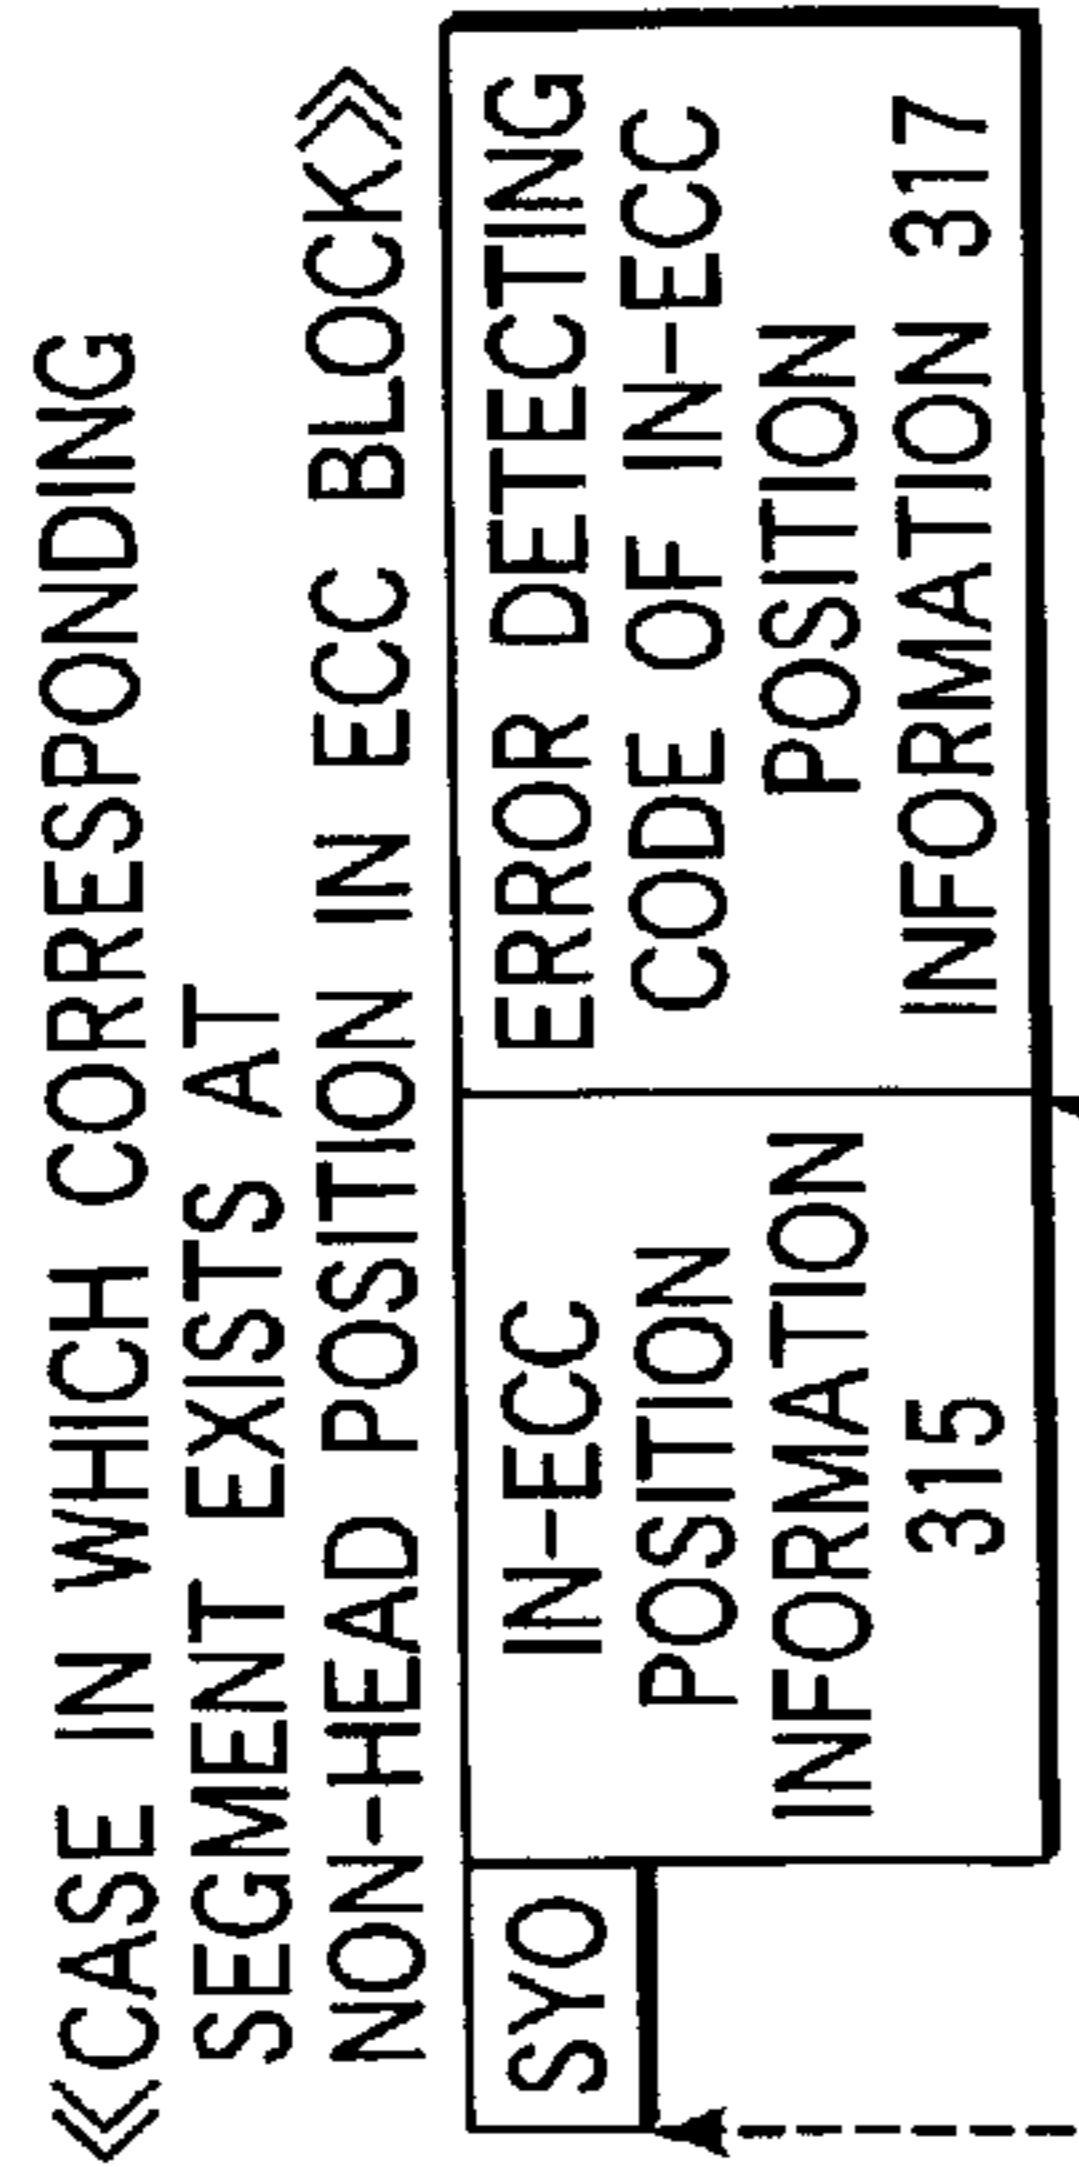 ≪CASE IN WHICH CORRESPONDING
SEGMENT EXISTS AT
NON-HEAD POSITION IN ECC BLOCK≫
SYO
IN-ECC
POSITION
INFORMATION
315
ERROR DETECTING
CODE OF IN-ECC
POSITION
INFORMATION 317